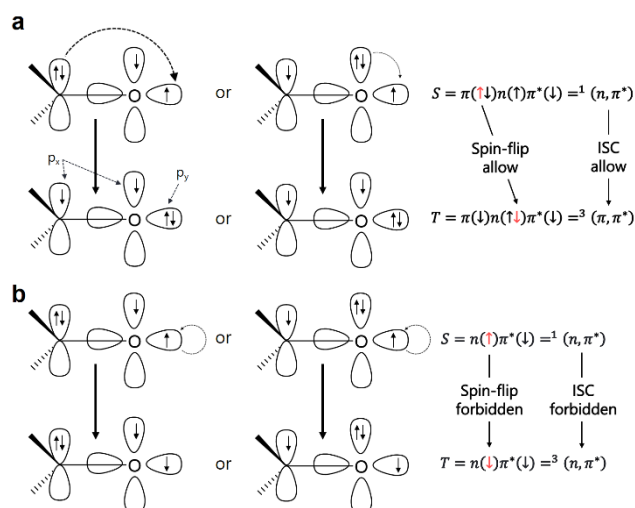 a
O or O
S = π(↑↓)n(↑)π*(↓) =¹ (n, π*)
Spin-flip allow
ISC allow
pₓ pᵧ
O or O
T = π(↓)n(↑↓)π*(↓) =³ (π, π*)
b
O or O
S = n(↑)π*(↓) =¹ (n, π*)
Spin-flip forbidden
ISC forbidden
O or O
T = n(↓)π*(↓) =³ (n, π*)